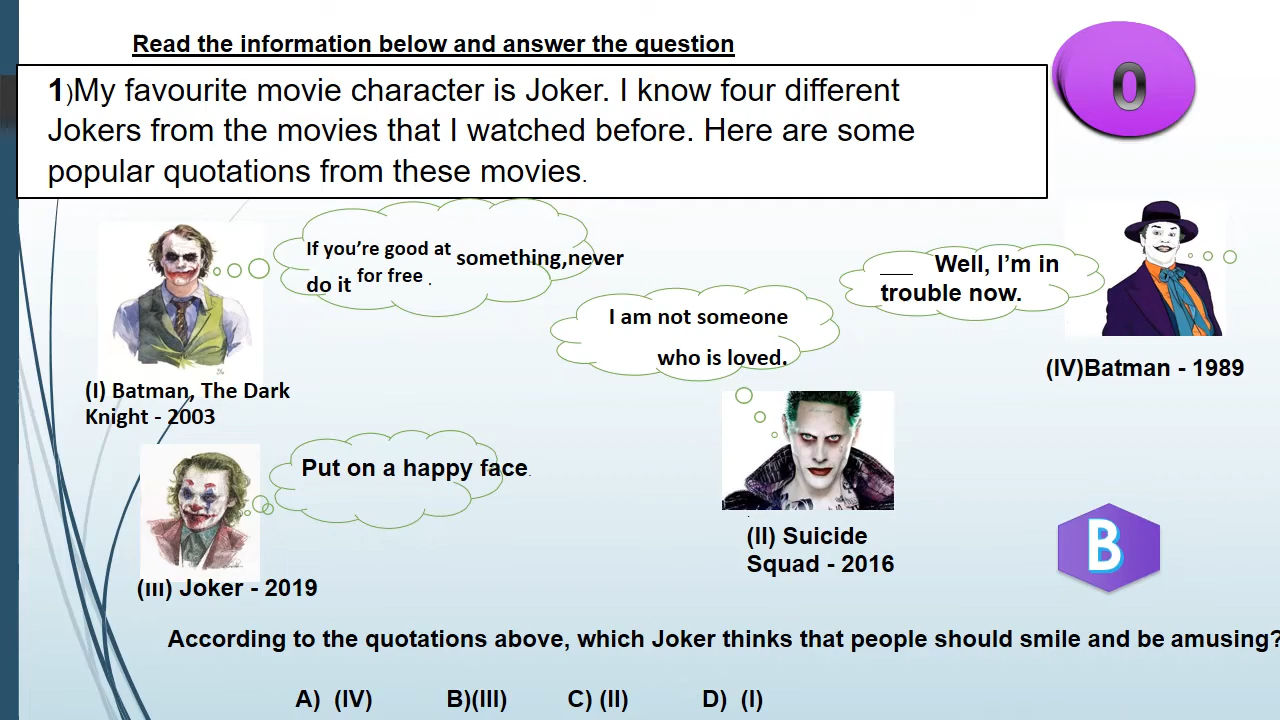 Read the information below and answer the question
0
1)My favourite movie character is Joker. I know four different
Jokers from the movies that I watched before. Here are some
popular quotations from these movies.
If you’re good at something,never
do it for free .
___ Well, I’m in
trouble now.
I am not someone
who is loved.
(IV)Batman - 1989
(I) Batman, The Dark
Knight - 2003
Put on a happy face.
(II) Suicide
Squad - 2016
B
(III) Joker - 2019
According to the quotations above, which Joker thinks that people should smile and be amusing?
A) (IV) B)(III) C) (II) D) (I)